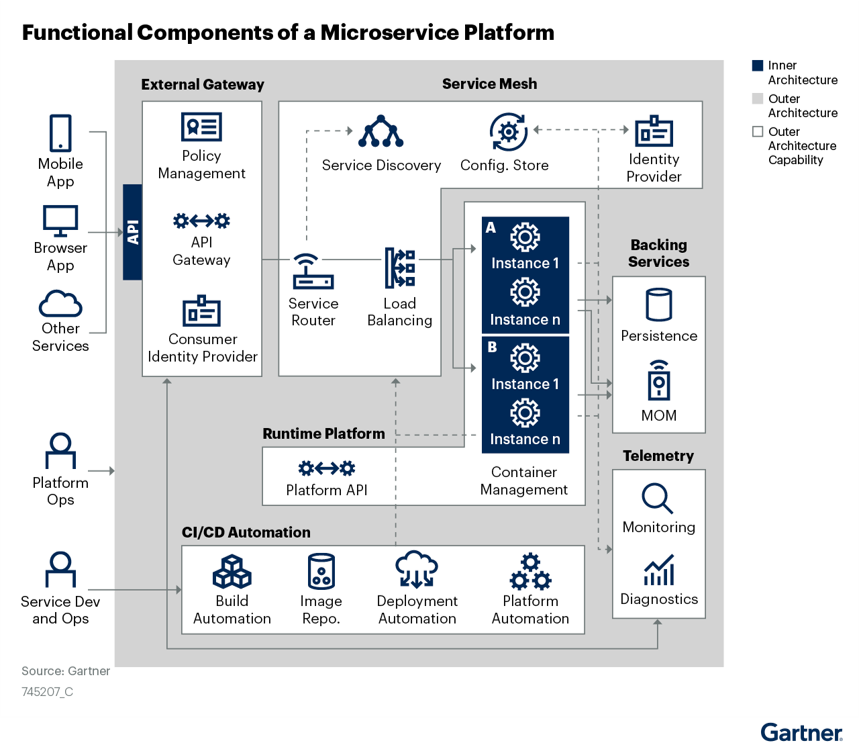 Functional Components of a Microservice Platform
External Gateway
Service Mesh
Inner
Architecture
Outer
Architecture
Outer
Architecture
Capability
Mobile
App
Browser
App
Other
Services
API
Policy
Management
API
Gateway
Consumer
Identity Provider
Service Discovery
Config. Store
Identity
Provider
Service
Router
Load
Balancing
A
Instance 1
Instance n
B
Instance 1
Instance n
Container
Management
Backing
Services
Persistence
MOM
Runtime Platform
Platform API
Telemetry
Monitoring
Diagnostics
Platform
Ops
Service Dev
and Ops
CI/CD Automation
Build
Automation
Image
Repo.
Deployment
Automation
Platform
Automation
Source: Gartner
745207_C
Gartner